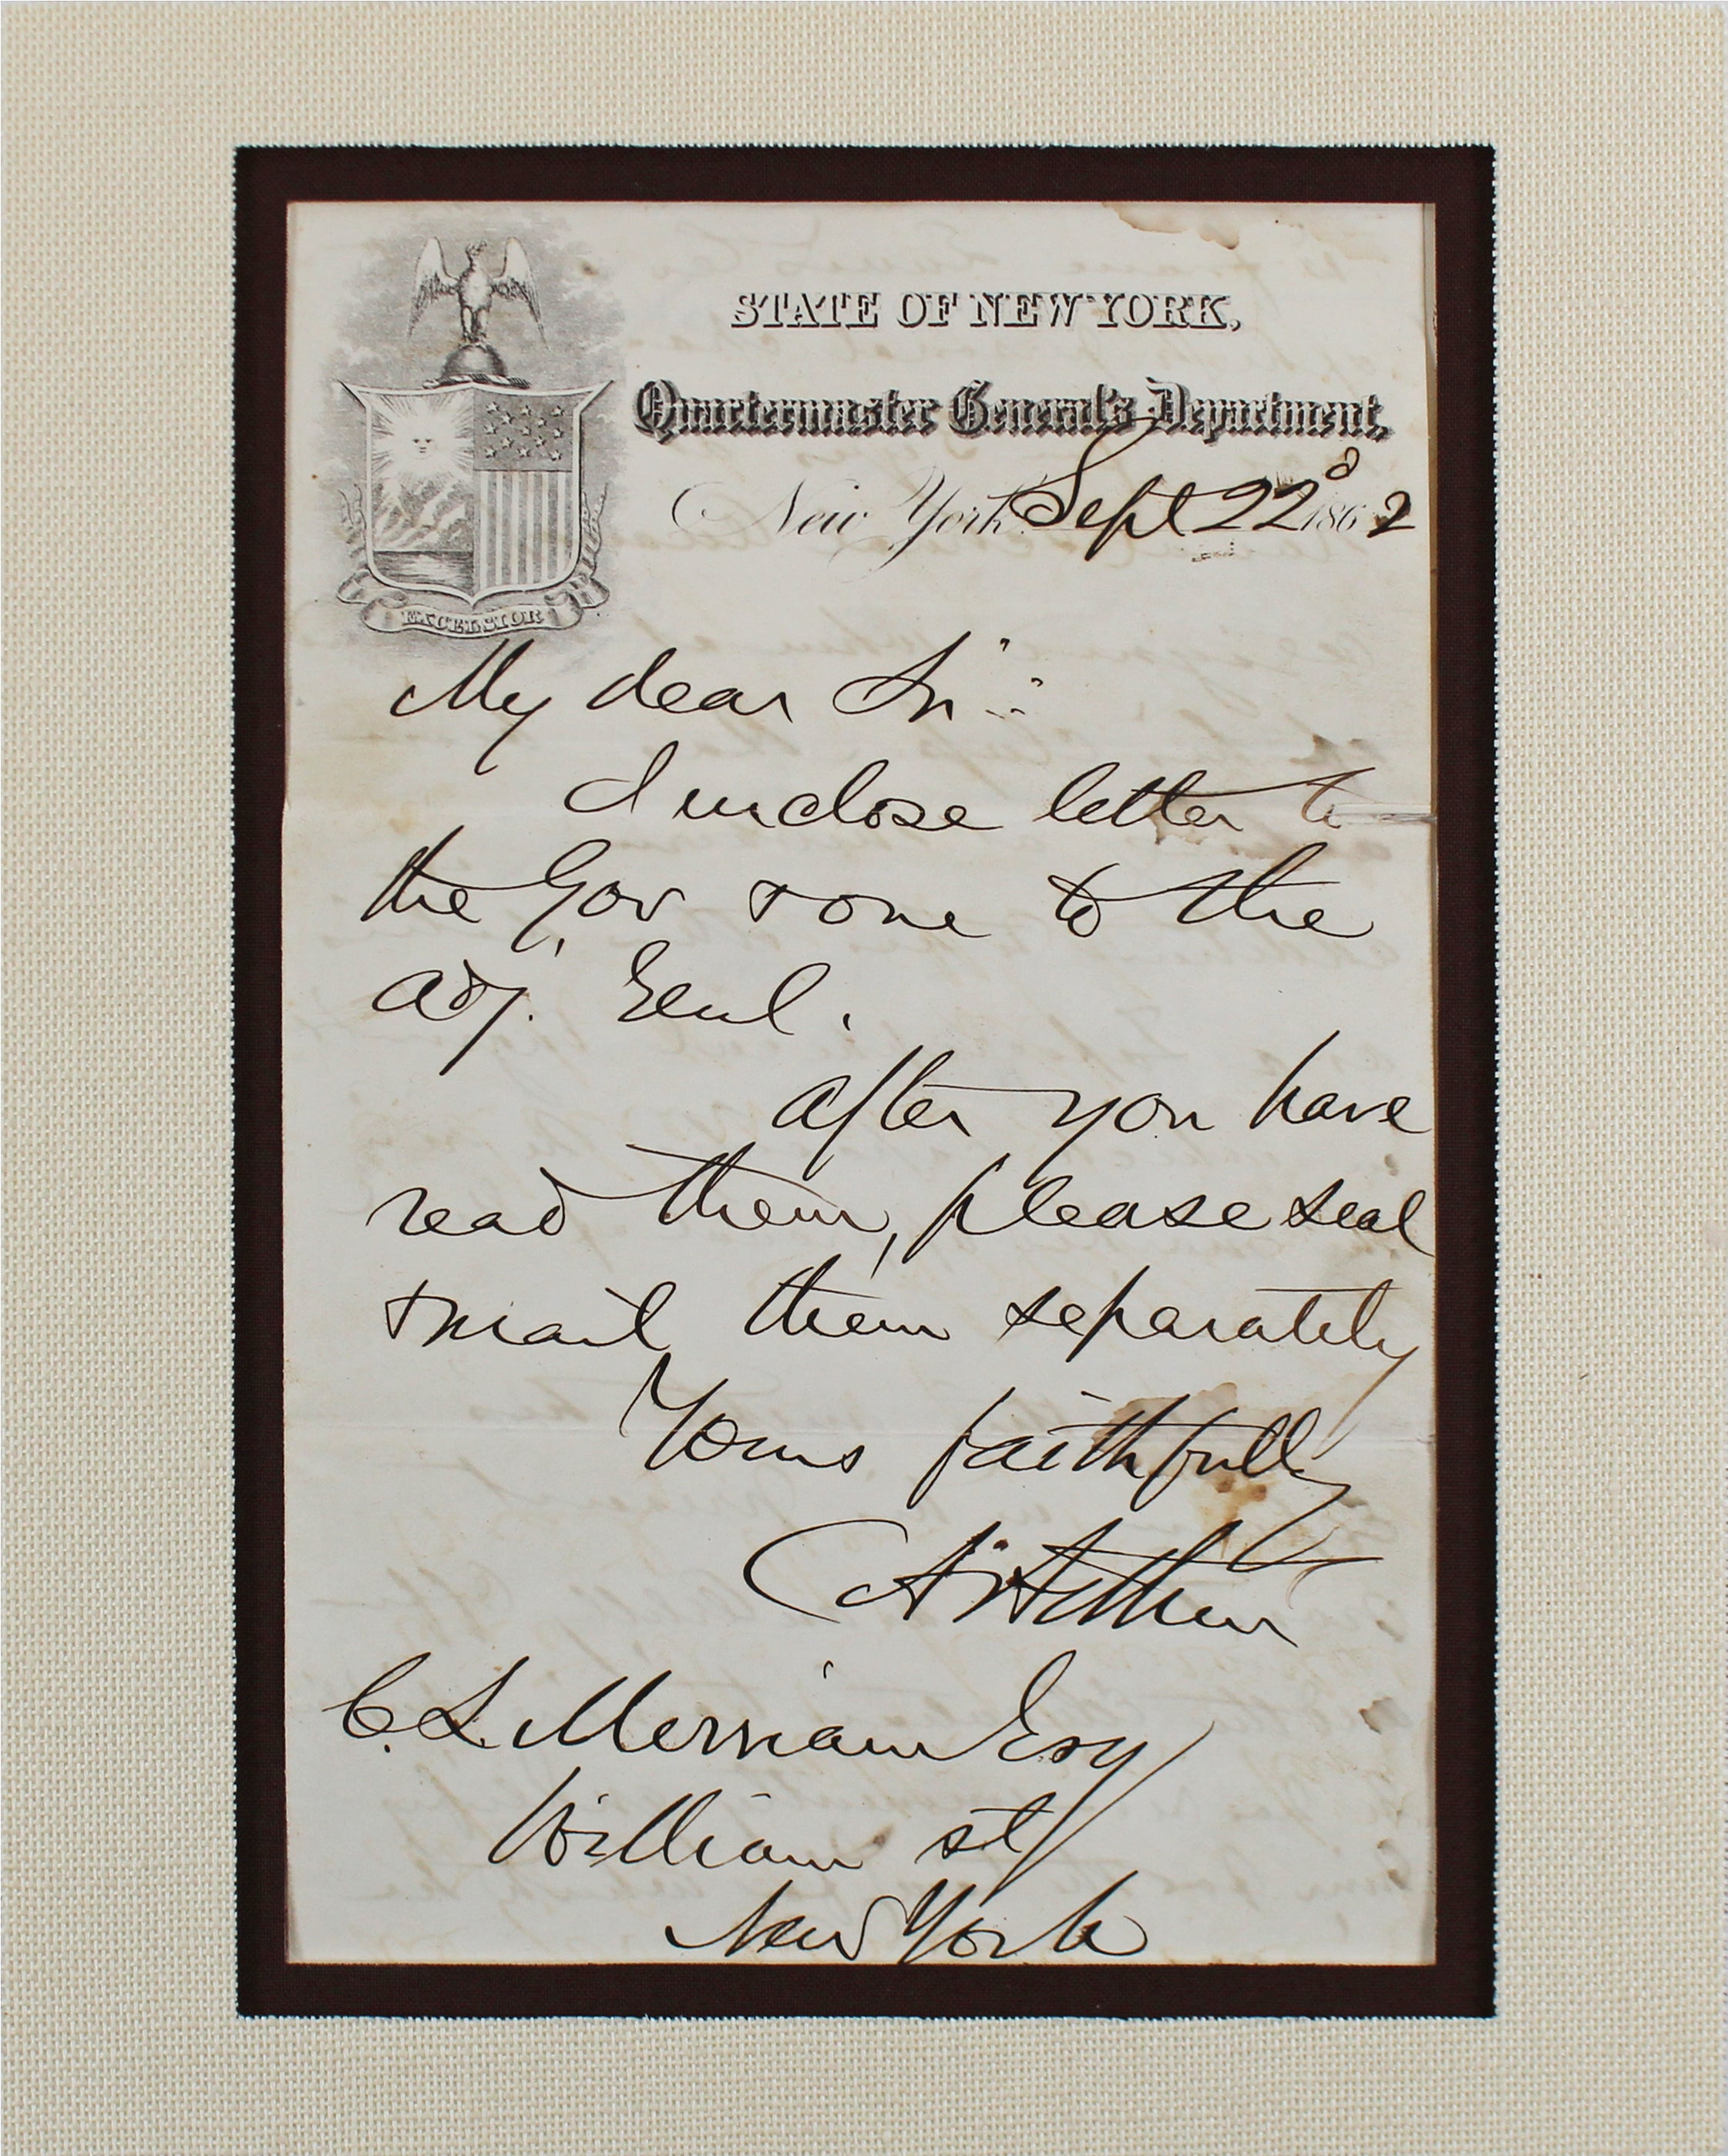 STATE OF NEW YORK,
Quartermaster General's Department,
New York Sept 22d 1862
EXCELSIOR
My dear Sir:
I inclose letter to
the Gov & one to the
adj. Genl.
after you have
read them, please seal
& mail them separately
Yours faithfully
C A Arthur
C. L. Merriam Esq
William st
New York